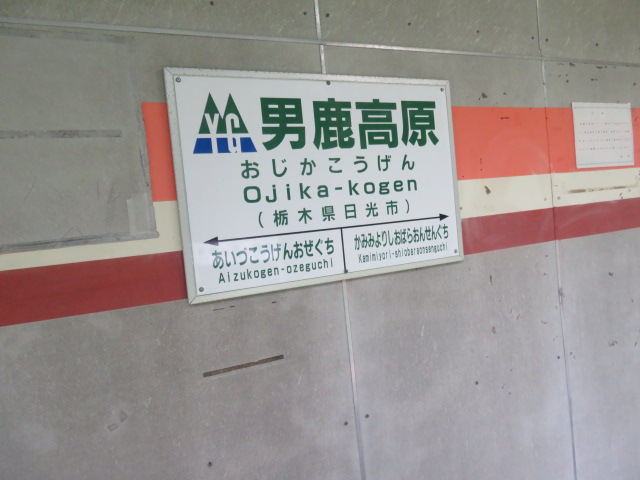 YG 男鹿高原
おじかこうげん
Ojika-kogen
(栃木県日光市)
あいづこうげんおぜぐち
Aizukogen-ozeguchi
かみみよりしおばらおんせんぐち
Kamimiyori-shiobaraonsenguchi